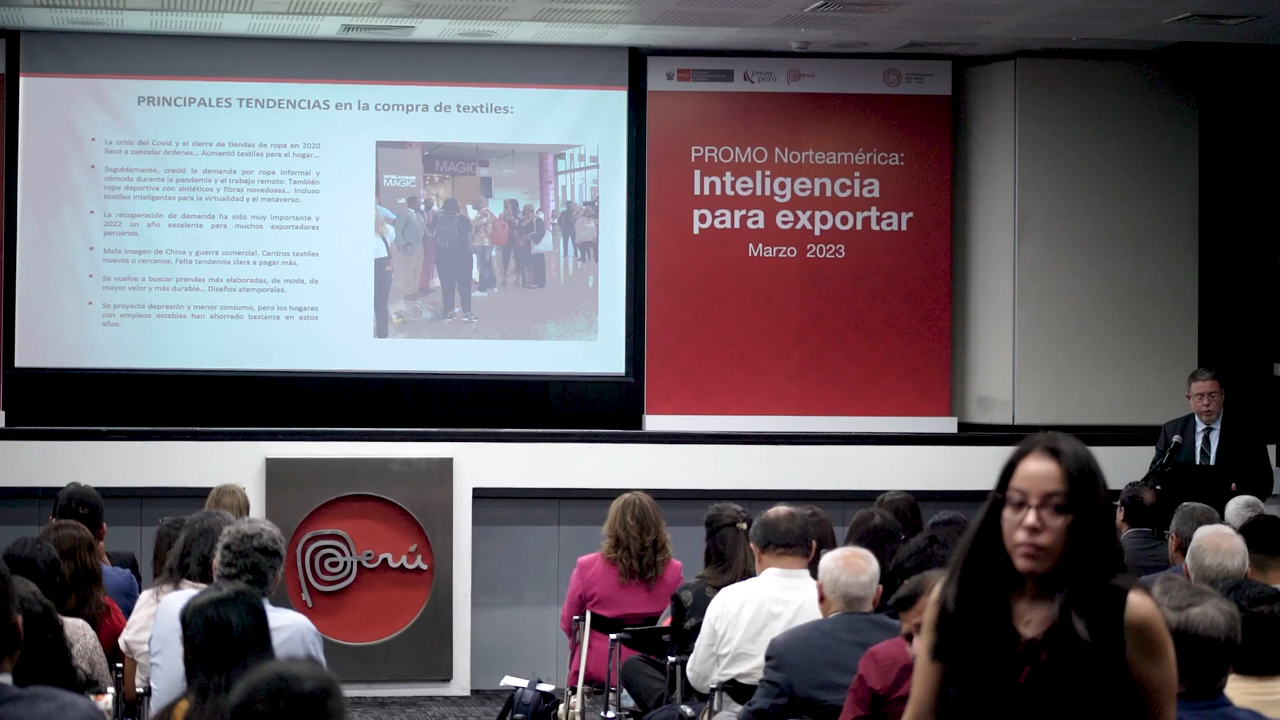 PRINCIPALES TENDENCIAS en la compra de textiles:
La crisis del Covid y el cierre de tiendas de ropa en 2020
llevó a cancelar órdenes... Aumentó textiles para el hogar...
Seguidamente, creció la demanda por ropa informal y
cómoda durante la pandemia y el trabajo remoto. También
ropa deportiva con sintéticos y fibras novedosas... Incluso
textiles inteligentes para la virtualidad y el metaverso.
La recuperación de demanda ha sido muy importante y
2022 un año excelente para muchos exportadores
peruanos.
Mala imagen de China y guerra comercial. Centros textiles
nuevos o cercanos. Falta tendencia clara a pagar más.
Se vuelve a buscar prendas más elaboradas, de moda, de
mayor valor y más durable... Diseños atemporales.
Se proyecta depresión y menor consumo, pero los hogares
con empleos estables han ahorrado bastante en estos
años.
MAGIC
WELCOME
MAGIC
PROMO Norteamérica:
Inteligencia
para exportar
Marzo 2023
Perú